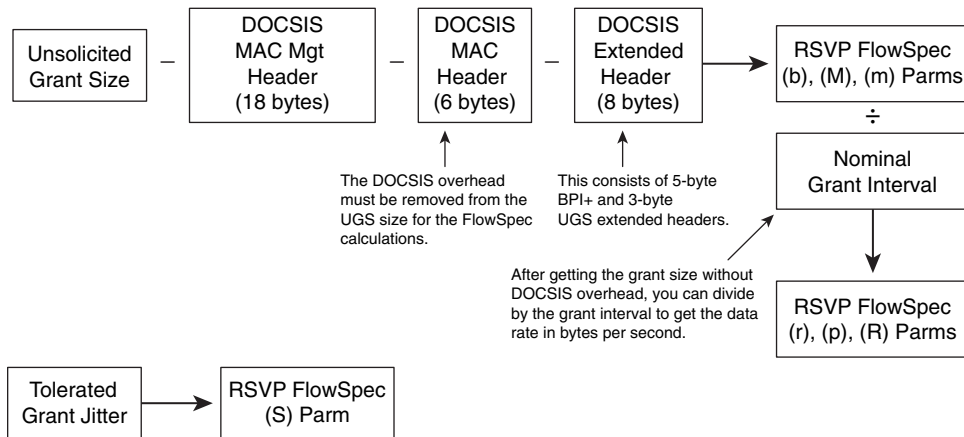 Unsolicited
Grant Size
–
DOCSIS
MAC Mgt
Header
(18 bytes)
–
DOCSIS
MAC
Header
(6 bytes)
–
DOCSIS
Extended
Header
(8 bytes)
RSVP FlowSpec
(b), (M), (m) Parms
÷
Nominal
Grant Interval
The DOCSIS overhead
must be removed from the
UGS size for the FlowSpec
calculations.
This consists of 5-byte
BPI+ and 3-byte
UGS extended headers.
After getting the grant size without
DOCSIS overhead, you can divide
by the grant interval to get the data
rate in bytes per second.
RSVP FlowSpec
(r), (p), (R) Parms
Tolerated
Grant Jitter
RSVP FlowSpec
(S) Parm